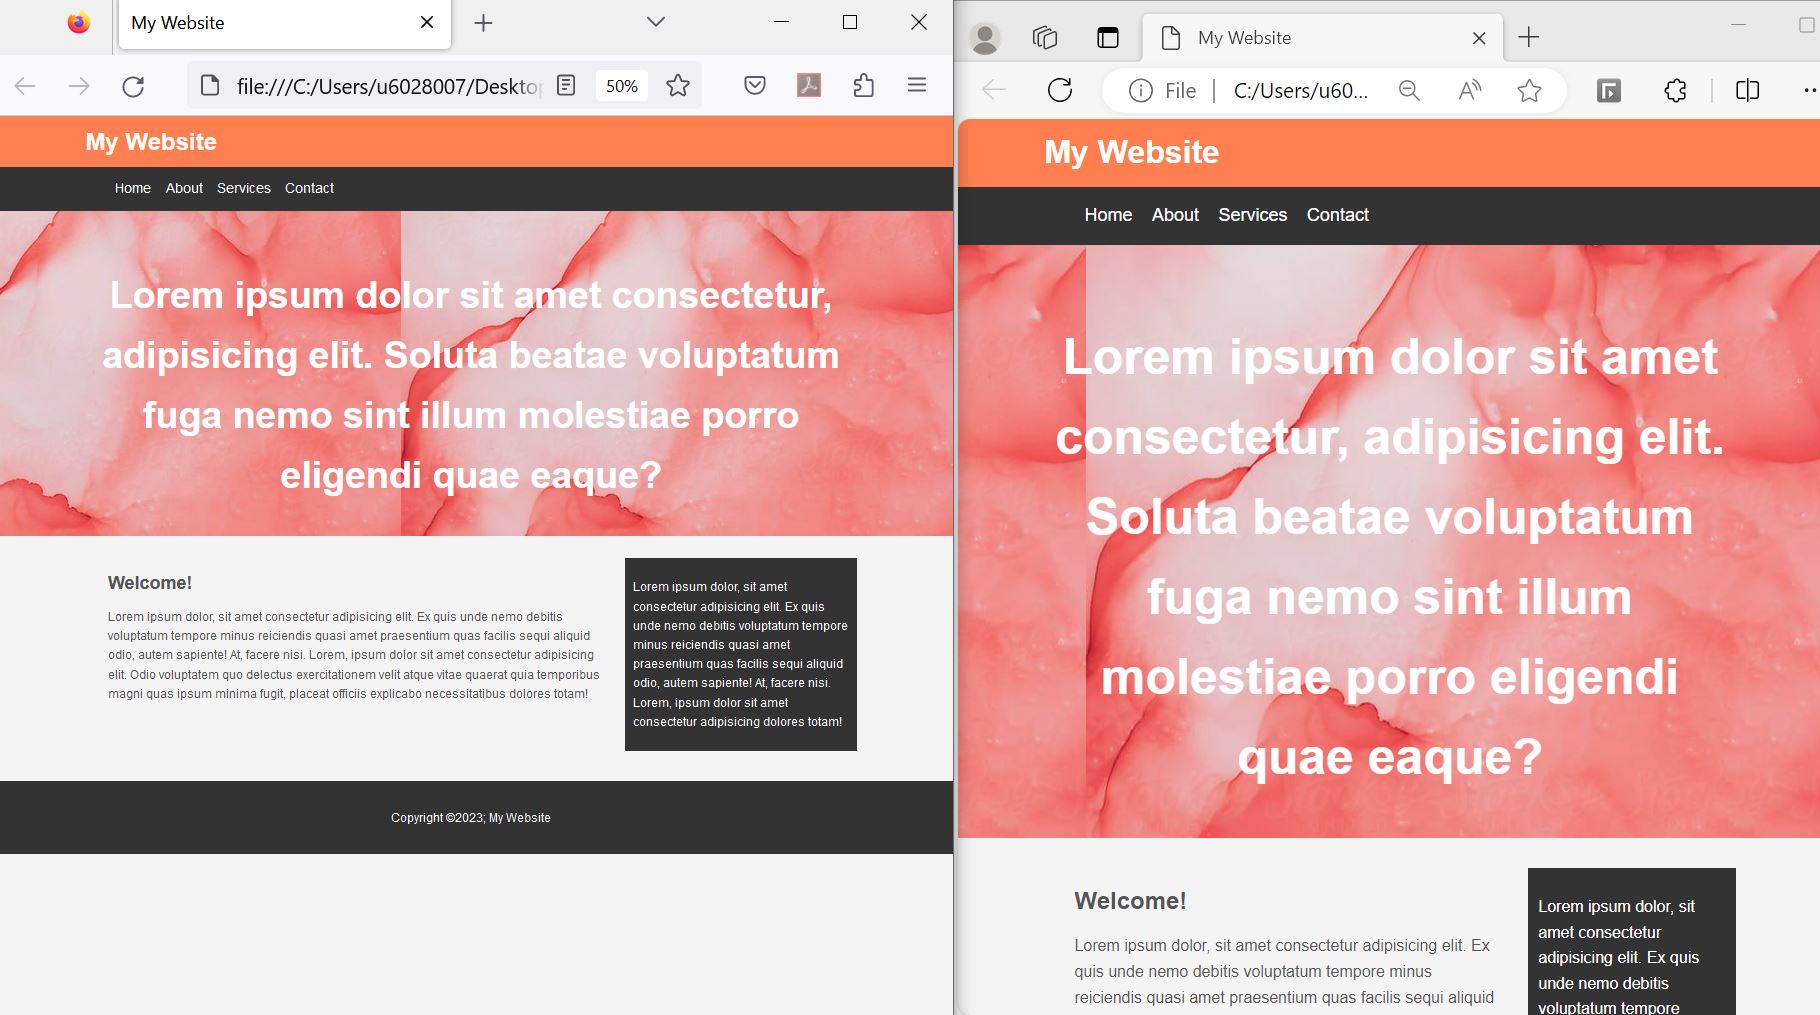 My Website
file:///C:/Users/u6028007/Desktop
50%
My Website
Home About Services Contact
Lorem ipsum dolor sit amet consectetur,
adipisicing elit. Soluta beatae voluptatum
fuga nemo sint illum molestiae porro
eligendi quae eaque?
Welcome!
Lorem ipsum dolor, sit amet consectetur adipisicing elit. Ex quis unde nemo debitis
voluptatum tempore minus reiciendis quasi amet praesentium quas facilis sequi aliquid
odio, autem sapiente! At, facere nisi. Lorem, ipsum dolor sit amet consectetur adipisicing
elit. Odio voluptatem quo delectus exercitationem velit atque vitae quaerat quia temporibus
magni quas ipsum minima fugit, placeat officiis explicabo necessitatibus dolores totam!
Lorem ipsum dolor, sit amet
consectetur adipisicing elit. Ex quis
unde nemo debitis voluptatum tempore
minus reiciendis quasi amet
praesentium quas facilis sequi aliquid
odio, autem sapiente! At, facere nisi.
Lorem, ipsum dolor sit amet
consectetur adipisicing dolores totam!
Copyright ©2023; My Website
My Website
File C:/Users/u60...
My Website
Home About Services Contact
Lorem ipsum dolor sit amet
consectetur, adipisicing elit.
Soluta beatae voluptatum
fuga nemo sint illum
molestiae porro eligendi
quae eaque?
Welcome!
Lorem ipsum dolor, sit amet consectetur adipisicing elit. Ex
quis unde nemo debitis voluptatum tempore minus
reiciendis quasi amet praesentium quas facilis sequi aliquid
Lorem ipsum dolor, sit
amet consectetur
adipisicing elit. Ex quis
unde nemo debitis
voluptatum tempore